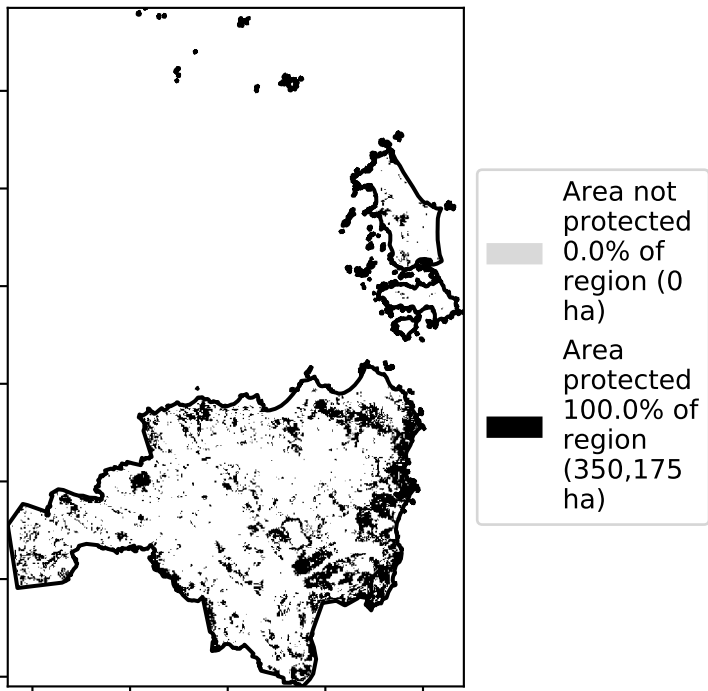 Area not
protected
0.0% of
region (0
ha)
Area
protected
100.0% of
region
(350,175
ha)